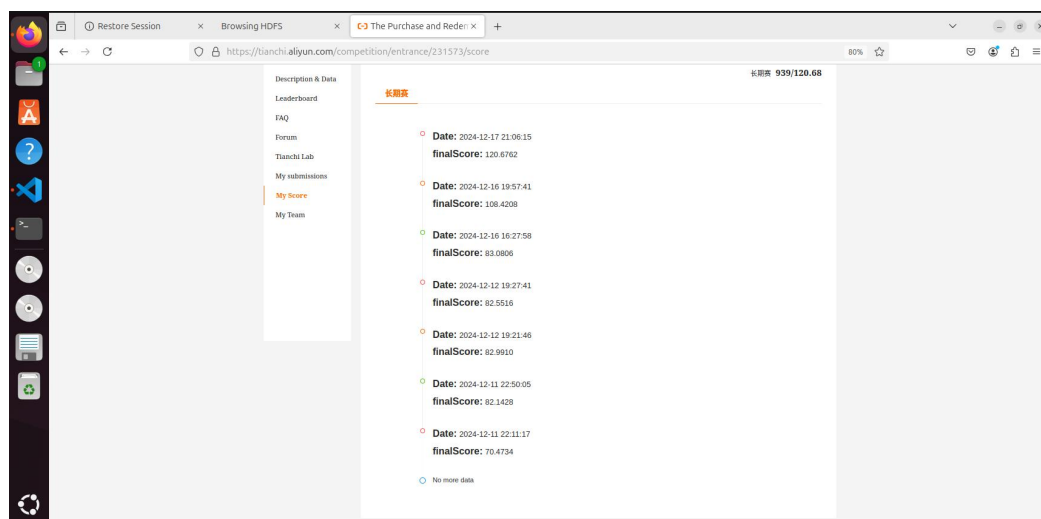 Restore Session
Browsing HDFS
The Purchase and Reden
https://tianchi.aliyun.com/competition/entrance/231573/score
80%
1
长期赛 939/120.68
Description & Data
Leaderboard
FAQ
Forum
Tianchi Lab
My submissions
My Score
My Team
长期赛
Date: 2024-12-17 21:06:15
finalScore: 120.6762
Date: 2024-12-16 19:57:41
finalScore: 108.4208
Date: 2024-12-16 16:27:58
finalScore: 83.0806
Date: 2024-12-12 19:27:41
finalScore: 82.5516
Date: 2024-12-12 19:21:46
finalScore: 82.9910
Date: 2024-12-11 22:50:05
finalScore: 82.1428
Date: 2024-12-11 22:11:17
finalScore: 70.4734
No more data